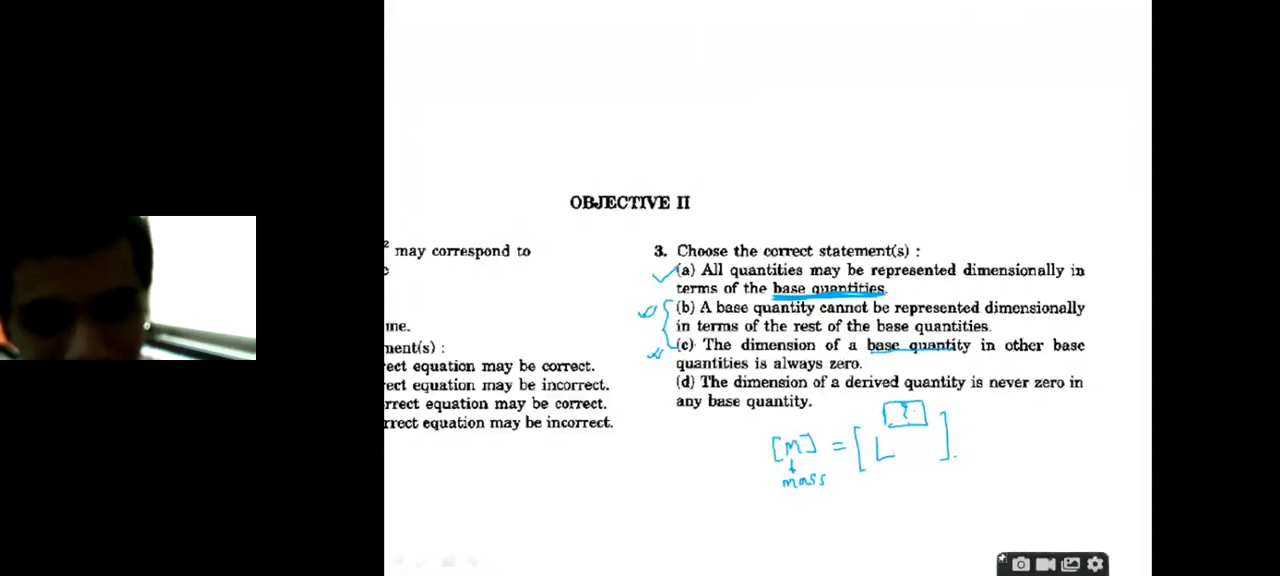 OBJECTIVE II
² may correspond to
me.
ment(s) :
ect equation may be correct.
ect equation may be incorrect.
rrect equation may be correct.
rrect equation may be incorrect.
3. Choose the correct statement(s) :
(a) All quantities may be represented dimensionally in
terms of the base quantities.
(b) A base quantity cannot be represented dimensionally
in terms of the rest of the base quantities.
(c) The dimension of a base quantity in other base
quantities is always zero.
(d) The dimension of a derived quantity is never zero in
any base quantity.
[M] = [L^?].
mass